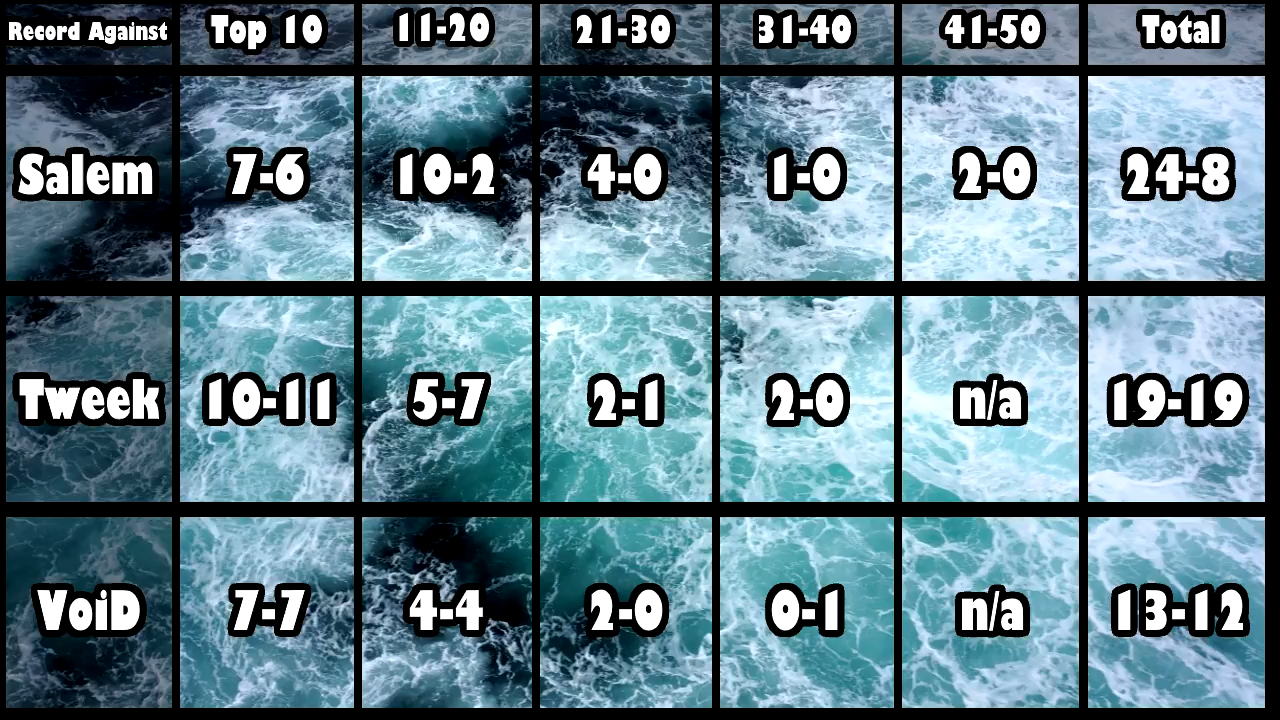 Record Against Top 10 11-20 21-30 31-40 41-50 Total
Salem 7-6 10-2 4-0 1-0 2-0 24-8
Tweek 10-11 5-7 2-1 2-0 n/a 19-19
VoiD 7-7 4-4 2-0 0-1 n/a 13-12